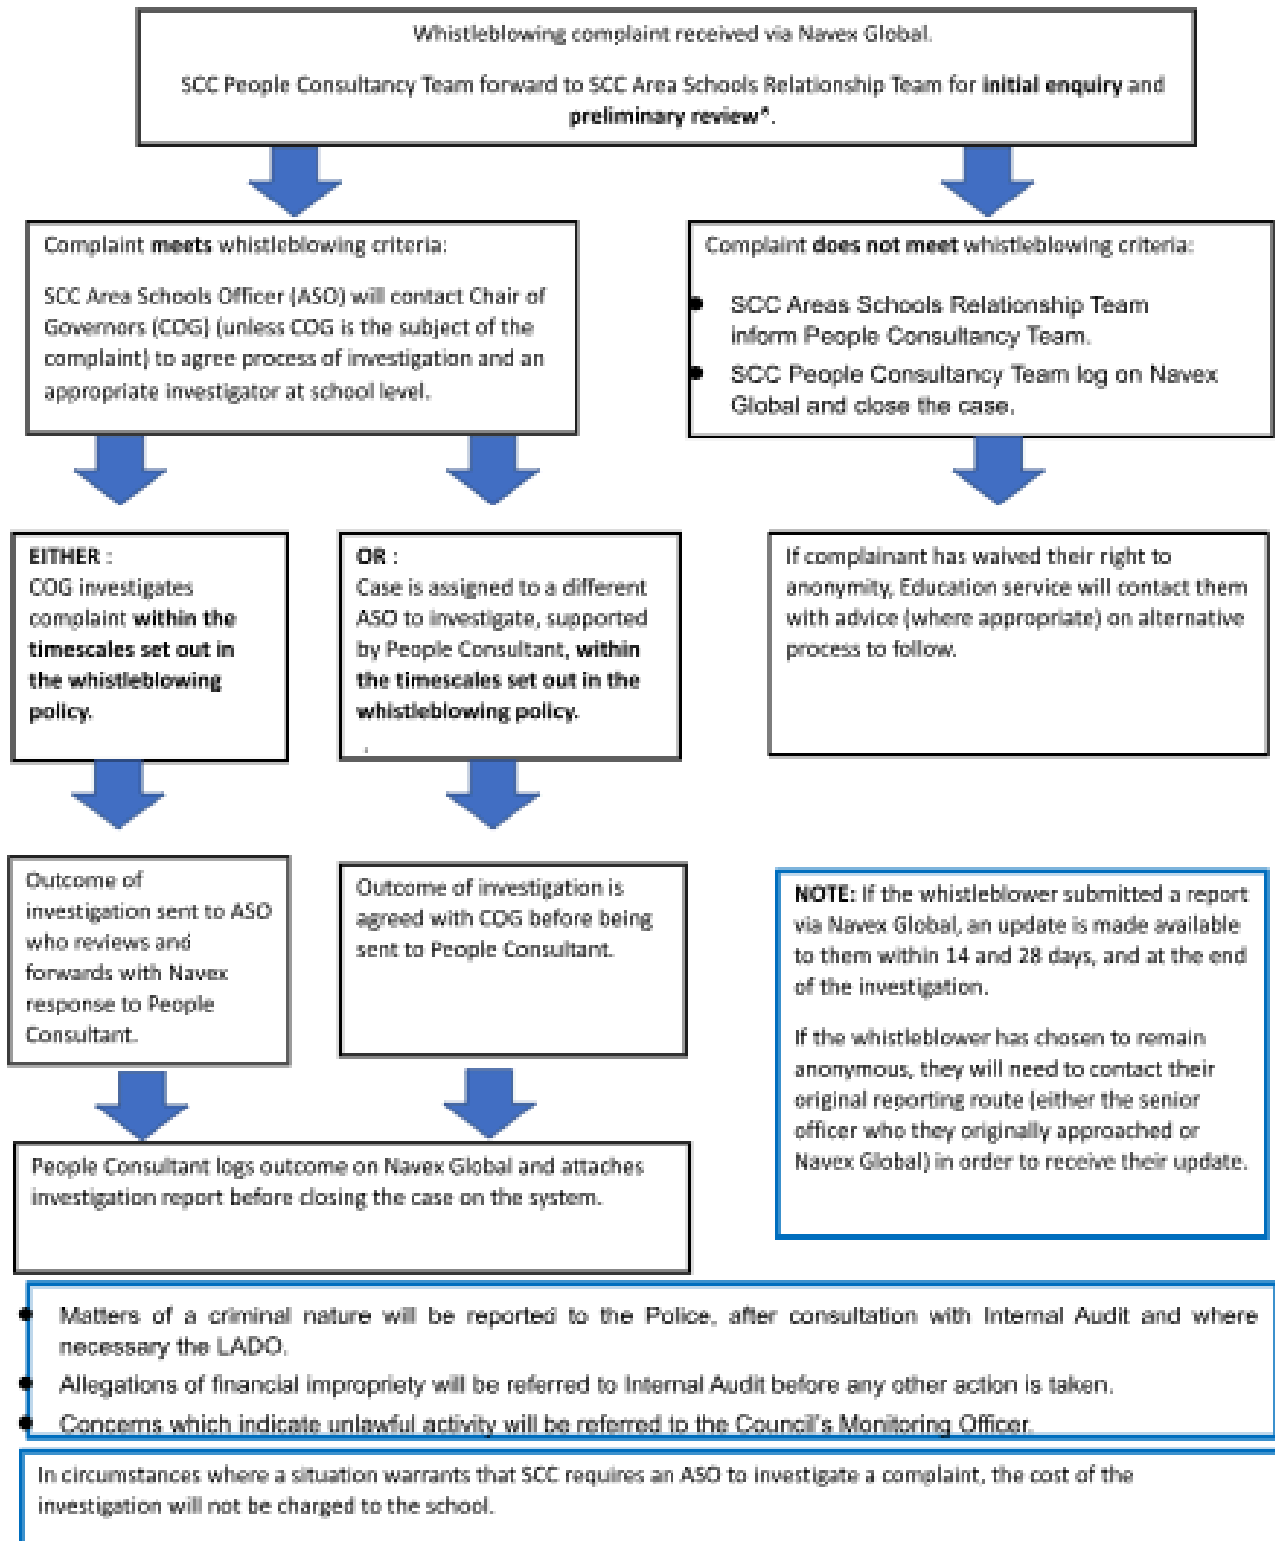 Whistleblowing complaint received via Navex Global.
SCC People Consultancy Team forward to SCC Area Schools Relationship Team for initial enquiry and
preliminary review*.
Complaint meets whistleblowing criteria:
SCC Area Schools Officer (ASO) will contact Chair of
Governors (COG) (unless COG is the subject of the
complaint) to agree process of investigation and an
appropriate investigator at school level.
Complaint does not meet whistleblowing criteria:
● SCC Areas Schools Relationship Team
inform People Consultancy Team.
● SCC People Consultancy Team log on Navex
Global and close the case.
EITHER :
COG investigates
complaint within the
timescales set out in
the whistleblowing
policy.
OR :
Case is assigned to a different
ASO to investigate, supported
by People Consultant, within
the timescales set out in the
whistleblowing policy.
.
If complainant has waived their right to
anonymity, Education service will contact them
with advice (where appropriate) on alternative
process to follow.
Outcome of
investigation sent to ASO
who reviews and
forwards with Navex
response to People
Consultant.
Outcome of investigation is
agreed with COG before being
sent to People Consultant.
NOTE: If the whistleblower submitted a report
via Navex Global, an update is made available
to them within 14 and 28 days, and at the end
of the investigation.
If the whistleblower has chosen to remain
anonymous, they will need to contact their
original reporting route (either the senior
officer who they originally approached or
Navex Global) in order to receive their update.
People Consultant logs outcome on Navex Global and attaches
investigation report before closing the case on the system.
● Matters of a criminal nature will be reported to the Police, after consultation with Internal Audit and where
necessary the LADO.
● Allegations of financial impropriety will be referred to Internal Audit before any other action is taken.
● Concerns which indicate unlawful activity will be referred to the Council's Monitoring Officer.
In circumstances where a situation warrants that SCC requires an ASO to investigate a complaint, the cost of the
investigation will not be charged to the school.